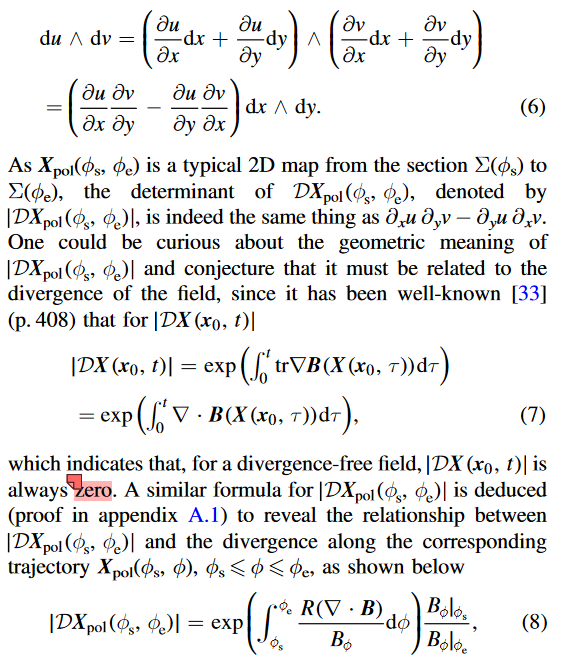 du ∧ dv = (∂u/∂x dx + ∂u/∂y dy) ∧ (∂v/∂x dx + ∂v/∂y dy)
= (∂u/∂x ∂v/∂y − ∂u/∂y ∂v/∂x) dx ∧ dy. (6)
As X_pol(ϕ_s, ϕ_e) is a typical 2D map from the section Σ(ϕ_s) to
Σ(ϕ_e), the determinant of 𝒟X_pol(ϕ_s, ϕ_e), denoted by
|𝒟X_pol(ϕ_s, ϕ_e)|, is indeed the same thing as ∂_x u ∂_y v − ∂_y u ∂_x v.
One could be curious about the geometric meaning of
|𝒟X_pol(ϕ_s, ϕ_e)| and conjecture that it must be related to the
divergence of the field, since it has been well-known [33]
(p. 408) that for |𝒟X (x_0, t)|
|𝒟X (x_0, t)| = exp(∫_0^t tr∇B(X(x_0, τ))dτ)
= exp(∫_0^t ∇ · B(X(x_0, τ))dτ), (7)
which indicates that, for a divergence-free field, |𝒟X (x_0, t)| is
always zero. A similar formula for |𝒟X_pol(ϕ_s, ϕ_e)| is deduced
(proof in appendix A.1) to reveal the relationship between
|𝒟X_pol(ϕ_s, ϕ_e)| and the divergence along the corresponding
trajectory X_pol(ϕ_s, ϕ), ϕ_s ⩽ ϕ ⩽ ϕ_e, as shown below
|𝒟X_pol(ϕ_s, ϕ_e)| = exp(∫_{ϕ_s}^{ϕ_e} R(∇ · B)/B_ϕ dϕ) B_ϕ|_{ϕ_s}/B_ϕ|_{ϕ_e}, (8)